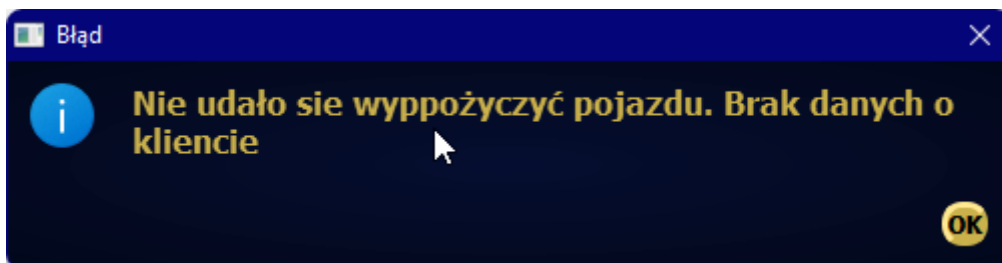 Błąd
Nie udało sie wyppożyczyć pojazdu. Brak danych o
kliencie
OK